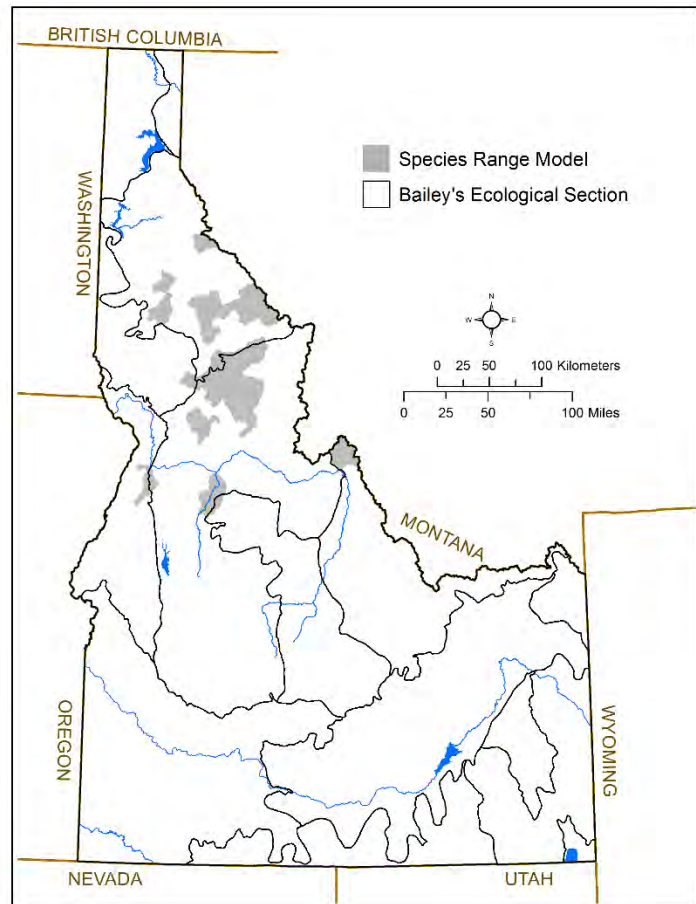 BRITISH COLUMBIA
WASHINGTON
Species Range Model
Bailey's Ecological Section
N
W E
S
0 25 50 100 Kilometers
0 25 50 100 Miles
MONTANA
OREGON
WYOMING
NEVADA
UTAH